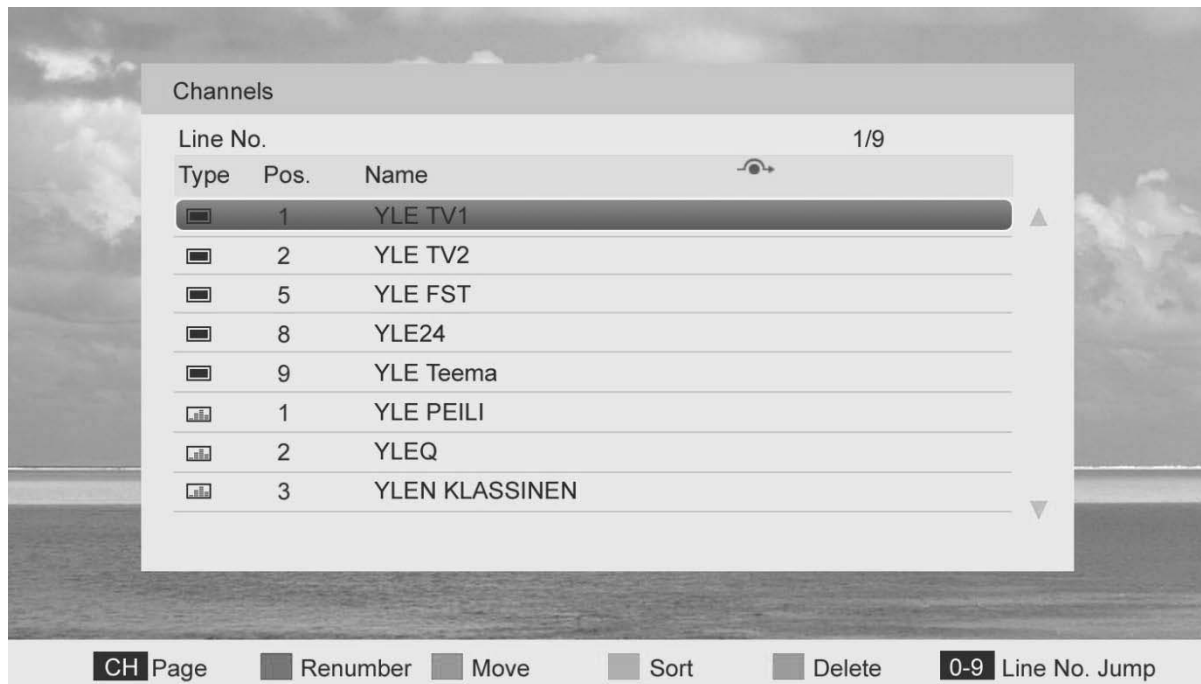 Channels
Line No. 1/9
Type Pos. Name
1 YLE TV1
2 YLE TV2
5 YLE FST
8 YLE24
9 YLE Teema
1 YLE PEILI
2 YLEQ
3 YLEN KLASSINEN
CH Page Renumber Move Sort Delete 0-9 Line No. Jump